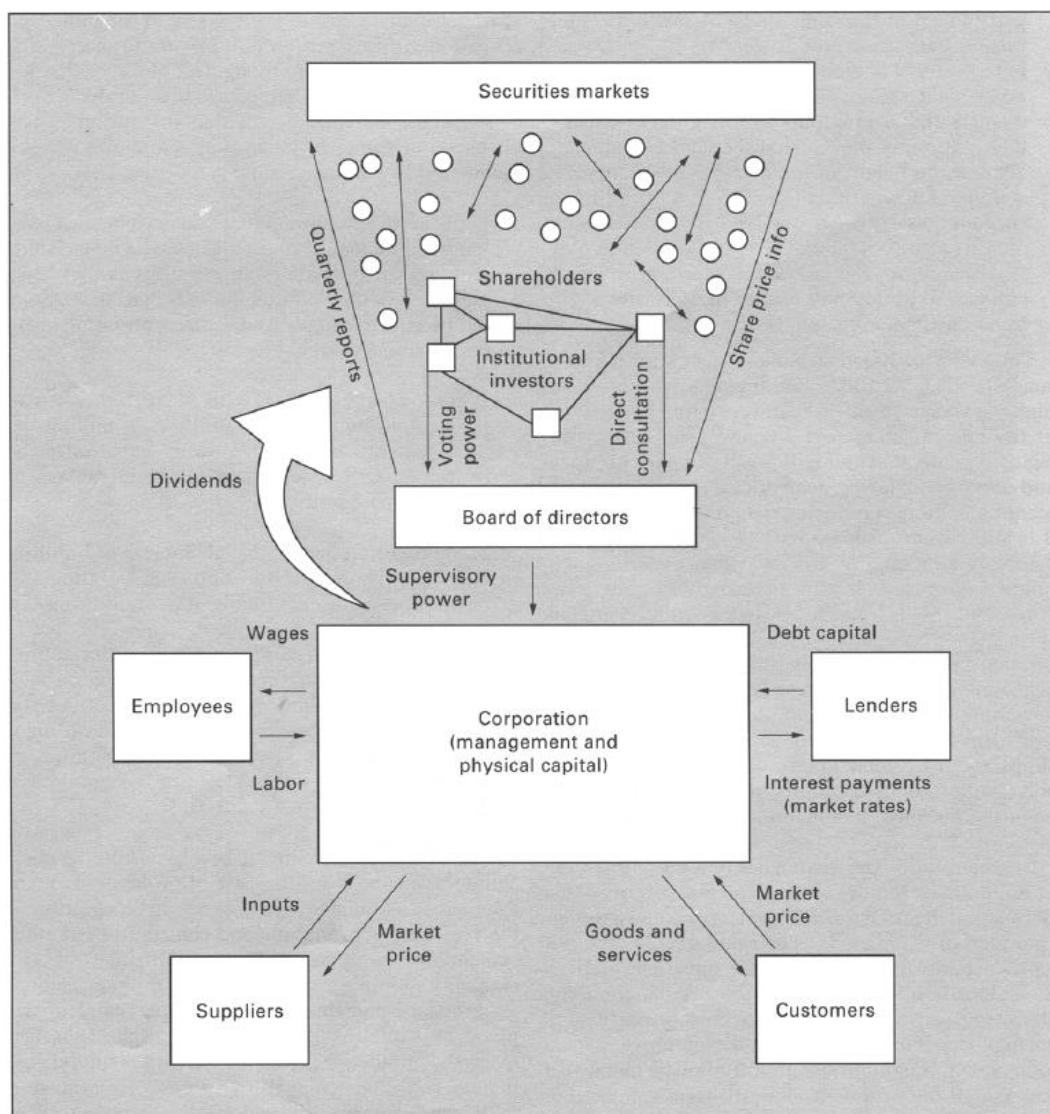 Securities markets
Quarterly reports
Shareholders
Share price info
Institutional
investors
Voting
power
Direct
consultation
Dividends
Board of directors
Supervisory
power
Wages
Debt capital
Employees
Corporation
(management and
physical capital)
Lenders
Labor
Interest payments
(market rates)
Inputs
Market
price
Goods and
services
Market
price
Suppliers
Customers